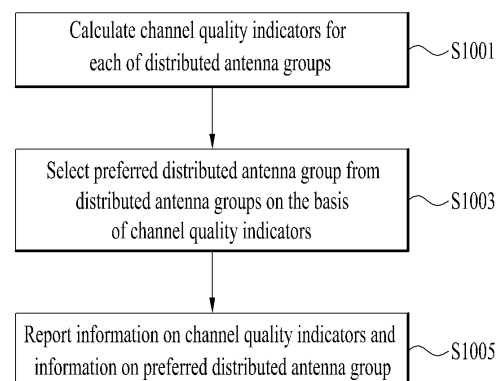 Calculate channel quality indicators for
each of distributed antenna groups
S1001
Select preferred distributed antenna group from
distributed antenna groups on the basis
of channel quality indicators
S1003
Report information on channel quality indicators and
information on preferred distributed antenna group
S1005